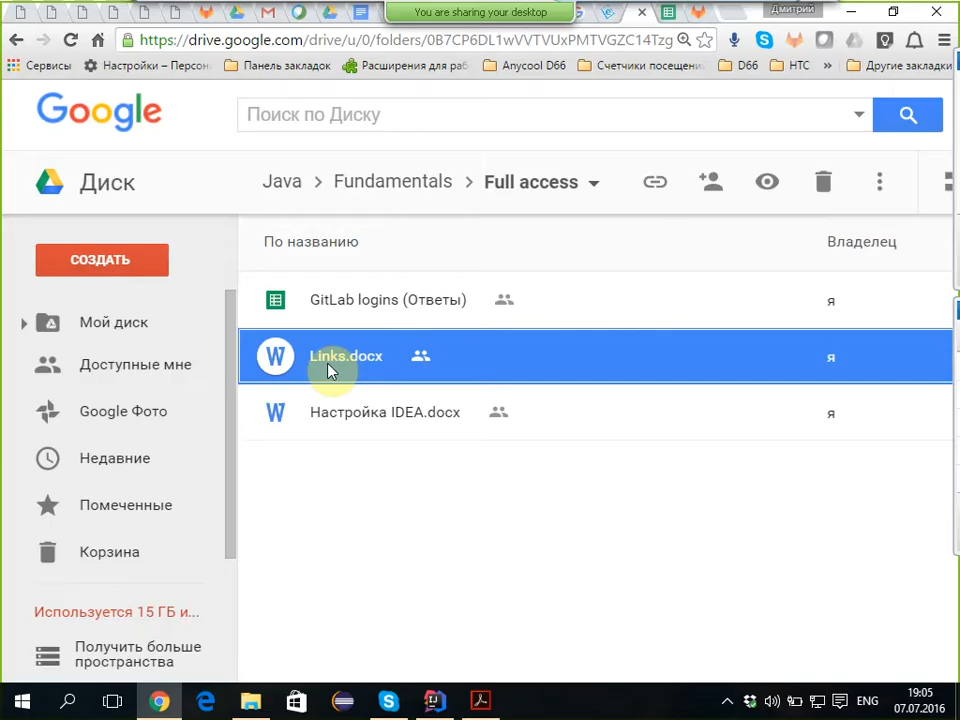 You are sharing your desktop
Дмитрий
https://drive.google.com/drive/u/0/folders/0B7CP6DL1wVVTVUxPMTVGZC14Tzg
Сервисы
Настройки – Персон
Панель закладок
Расширения для раб
Anycool D66
Счетчики посещени
D66
НТС
»
Другие закладки
Google
Поиск по Диску
Диск
Java > Fundamentals > Full access
СОЗДАТЬ
По названию
Владелец
Мой диск
GitLab logins (Ответы)
я
Доступные мне
Links.docx
я
Google Фото
Настройка IDEA.docx
я
Недавние
Помеченные
Корзина
Используется 15 ГБ и...
Получить больше
пространства
ENG
19:05
07.07.2016